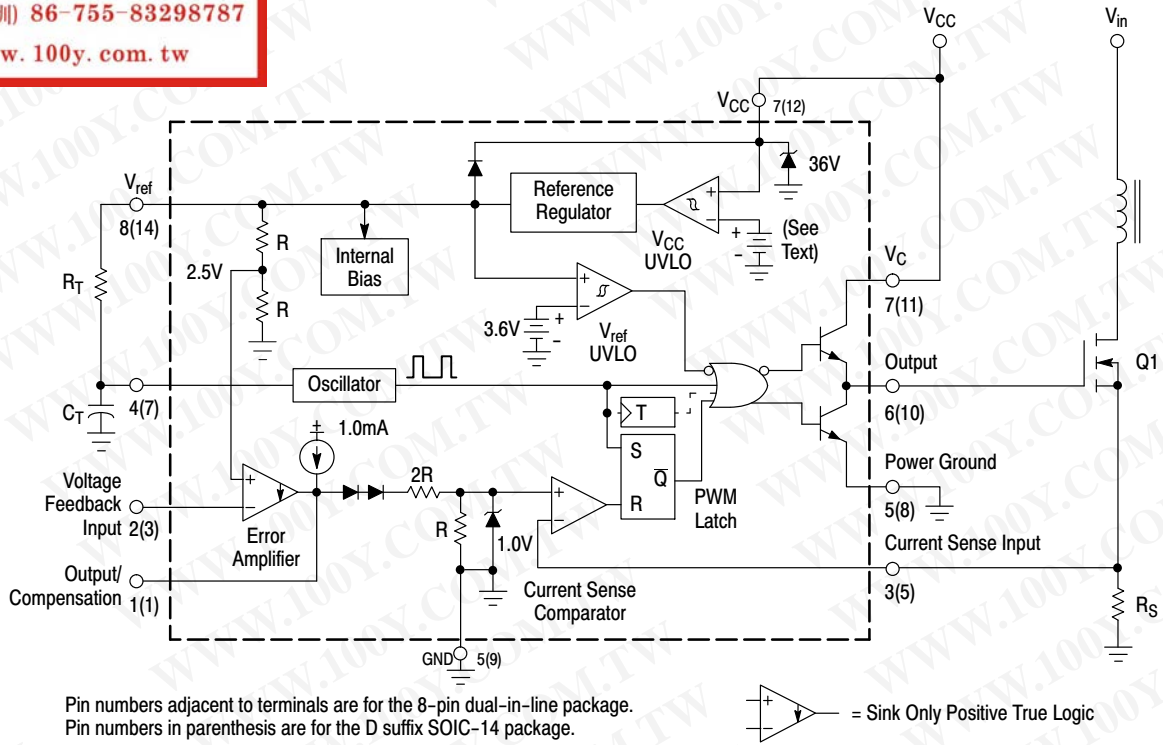 圳) 86-755-83298787
w. 100y. com. tw
VCC
Vin
VCC 7(12)
36V
Vref
8(14)
Reference
Regulator
+
-
(See
Text)
VCC
UVLO
VC
7(11)
R
2.5V
R
Internal
Bias
RT
3.6V
Vref
UVLO
Oscillator
Output
6(10)
Q1
4(7)
CT
T
1.0mA
S
Q
R
PWM
Latch
Voltage
Feedback
Input 2(3)
Error
Amplifier
2R
R
1.0V
Power Ground
5(8)
Current Sense Input
3(5)
Output/
Compensation 1(1)
Current Sense
Comparator
RS
GND 5(9)
Pin numbers adjacent to terminals are for the 8-pin dual-in-line package.
Pin numbers in parenthesis are for the D suffix SOIC-14 package.
= Sink Only Positive True Logic
WWW.100Y.COM.TW